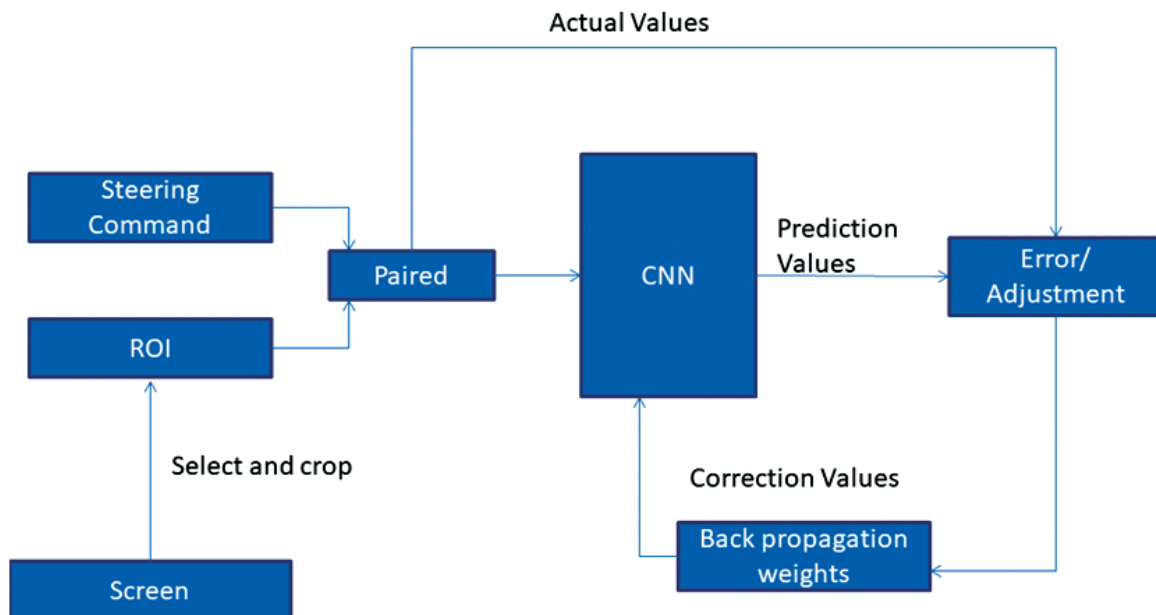 Actual Values
Steering
Command
Paired
CNN
Prediction
Values
Error/
Adjustment
ROI
Select and crop
Correction Values
Back propagation
weights
Screen